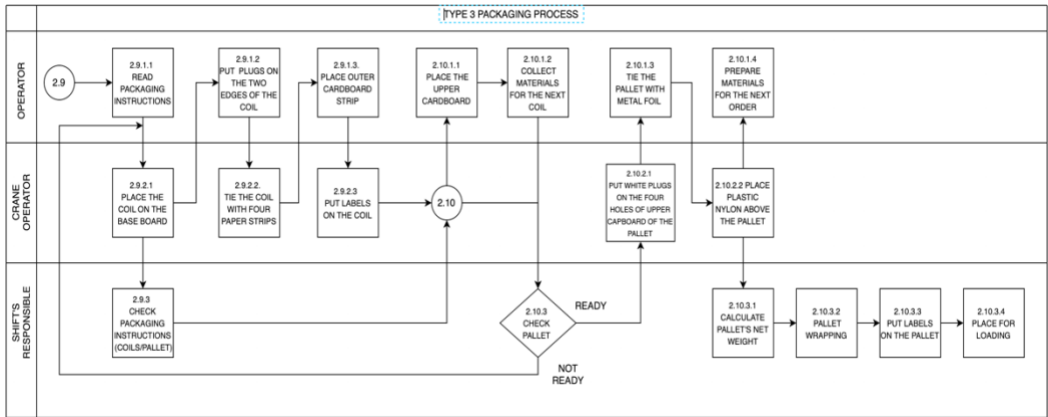 TYPE 3 PACKAGING PROCESS
OPERATOR
2.9
2.9.1.1
READ
PACKAGING
INSTRUCTIONS
2.9.1.2
PUT PLUGS ON
THE TWO
EDGES OF THE
COIL
2.9.1.3.
PLACE OUTER
CARDBOARD
STRIP
2.10.1.1
PLACE THE
UPPER
CARDBOARD
2.10.1.2
COLLECT
MATERIALS
FOR THE NEXT
COIL
2.10.1.3
TIE THE
PALLET WITH
METAL FOIL
2.10.1.4
PREPARE
MATERIALS
FOR THE NEXT
ORDER
CRANE
OPERATOR
2.9.2.1
PLACE THE
COIL ON THE
BASE BOARD
2.9.2.2.
TIE THE COIL
WITH FOUR
PAPER STRIPS
2.9.2.3
PUT LABELS
ON THE COIL
2.10
2.10.2.1
PUT WHITE PLUGS
ON THE FOUR
HOLES OF UPPER
CAPBOARD OF THE
PALLET
2.10.2.2 PLACE
PLASTIC
NYLON ABOVE
THE PALLET
SHIFT'S
RESPONSIBLE
2.9.3
CHECK
PACKAGING
INSTRUCTIONS
(COILS/PALLET)
2.10.3
CHECK
PALLET
READY
NOT
READY
2.10.3.1
CALCULATE
PALLET'S NET
WEIGHT
2.10.3.2
PALLET
WRAPPING
2.10.3.3
PUT LABELS
ON THE PALLET
2.10.3.4
PLACE FOR
LOADING